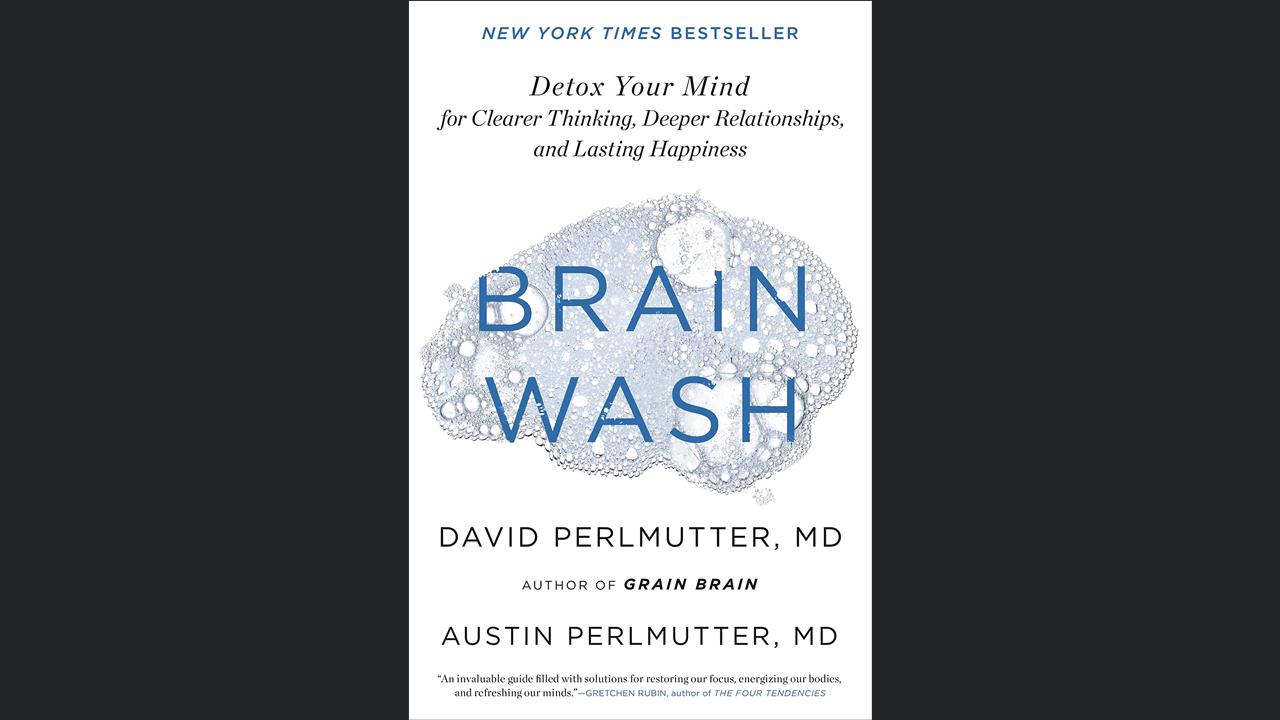 NEW YORK TIMES BESTSELLER
Detox Your Mind
for Clearer Thinking, Deeper Relationships,
and Lasting Happiness
BRAIN
WASH
DAVID PERLMUTTER, MD
AUTHOR OF GRAIN BRAIN
AUSTIN PERLMUTTER, MD
“An invaluable guide filled with solutions for restoring our focus, energizing our bodies,
and refreshing our minds.”—GRETCHEN RUBIN, author of THE FOUR TENDENCIES